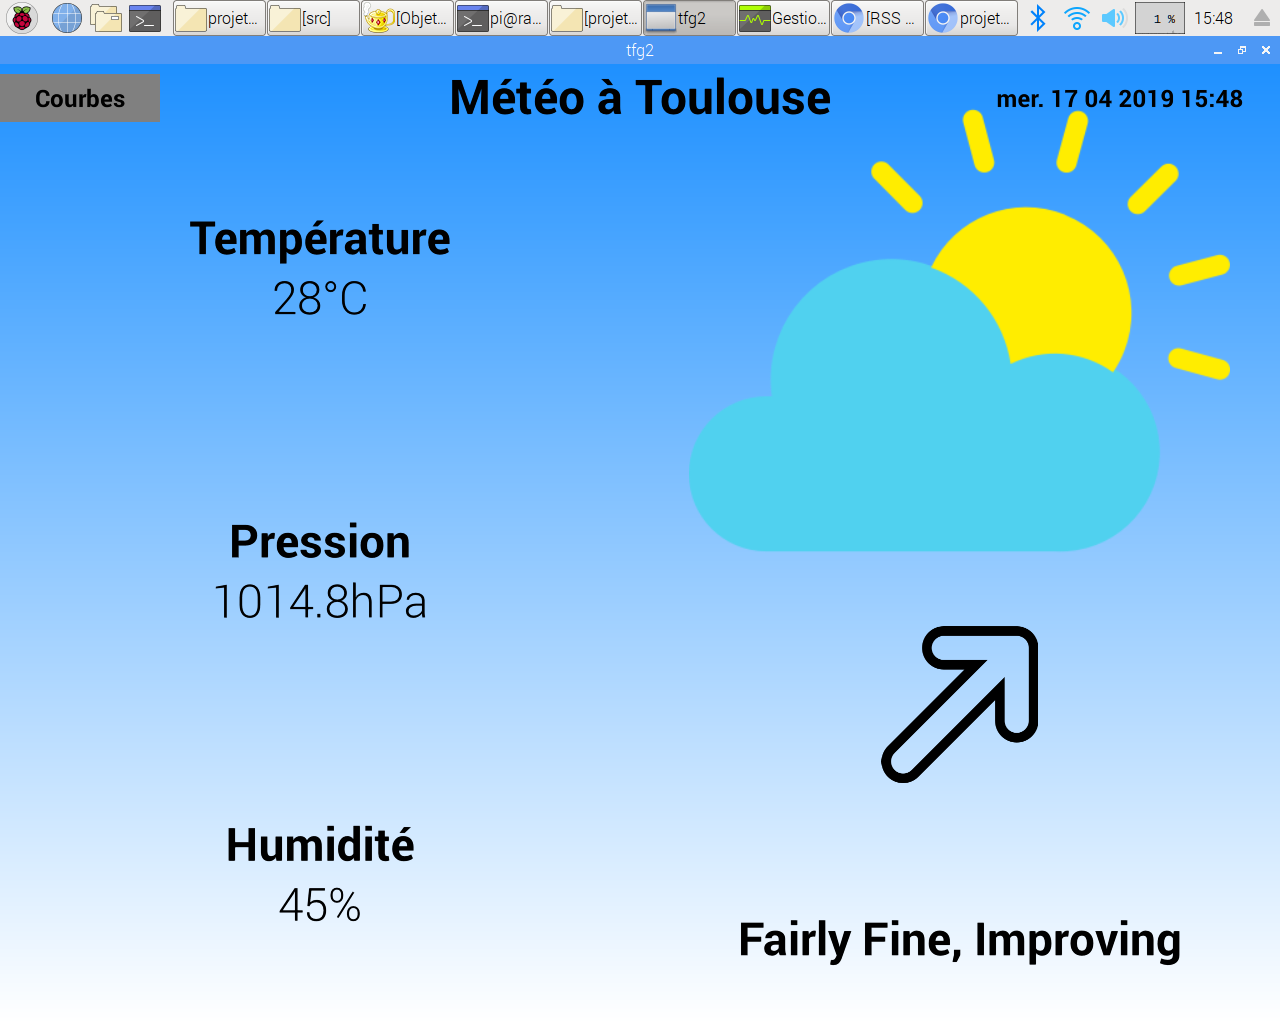 projet... [src] [Objet... pi@ra... [projet... tfg2 Gestio... [RSS ... projet... 1 % 15:48
tfg2
Courbes Météo à Toulouse mer. 17 04 2019 15:48
Température
28°C
Pression
1014.8hPa
Humidité
45%
Fairly Fine, Improving